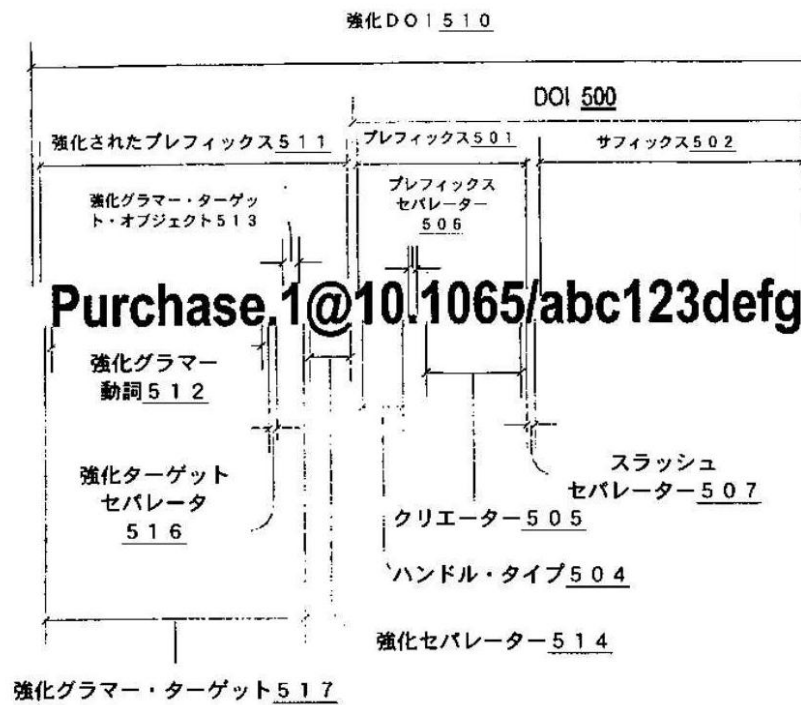 強化DOI510
DOI 500
強化されたプレフィックス511
プレフィックス501
サフィックス502
強化グラマー・ターゲッ
ト・オブジェクト513
プレフィックス
セパレーター
506
Purchase.1@10.1065/abc123defg
強化グラマー
動詞512
強化ターゲット
セパレータ
516
スラッシュ
セパレーター507
クリエーター505
ハンドル・タイプ504
強化セパレーター514
強化グラマー・ターゲット517